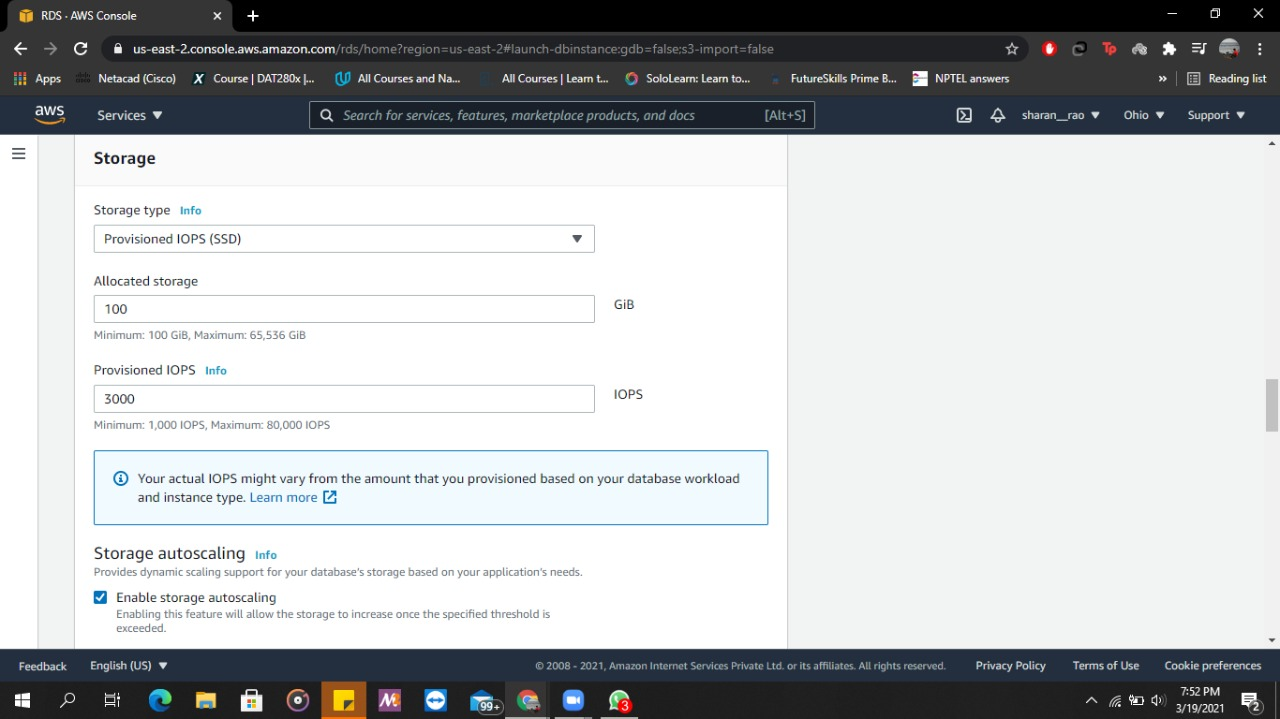 RDS - AWS Console
us-east-2.console.aws.amazon.com/rds/home?region=us-east-2#launch-dbinstance:gdb=false;s3-import=false
Apps Netacad (Cisco) Course | DAT280x |... All Courses and Na... All Courses | Learn t... SoloLearn: Learn to... FutureSkills Prime B... NPTEL answers » Reading list
aws Services Search for services, features, marketplace products, and docs [Alt+S] sharan__rao Ohio Support
Storage
Storage type Info
Provisioned IOPS (SSD)
Allocated storage
100 GiB
Minimum: 100 GiB, Maximum: 65,536 GiB
Provisioned IOPS Info
3000 IOPS
Minimum: 1,000 IOPS, Maximum: 80,000 IOPS
Your actual IOPS might vary from the amount that you provisioned based on your database workload
and instance type. Learn more
Storage autoscaling Info
Provides dynamic scaling support for your database's storage based on your application's needs.
Enable storage autoscaling
Enabling this feature will allow the storage to increase once the specified threshold is
exceeded.
Feedback English (US) © 2008 - 2021, Amazon Internet Services Private Ltd. or its affiliates. All rights reserved. Privacy Policy Terms of Use Cookie preferences
99+ 3 7:52 PM
3/19/2021 2